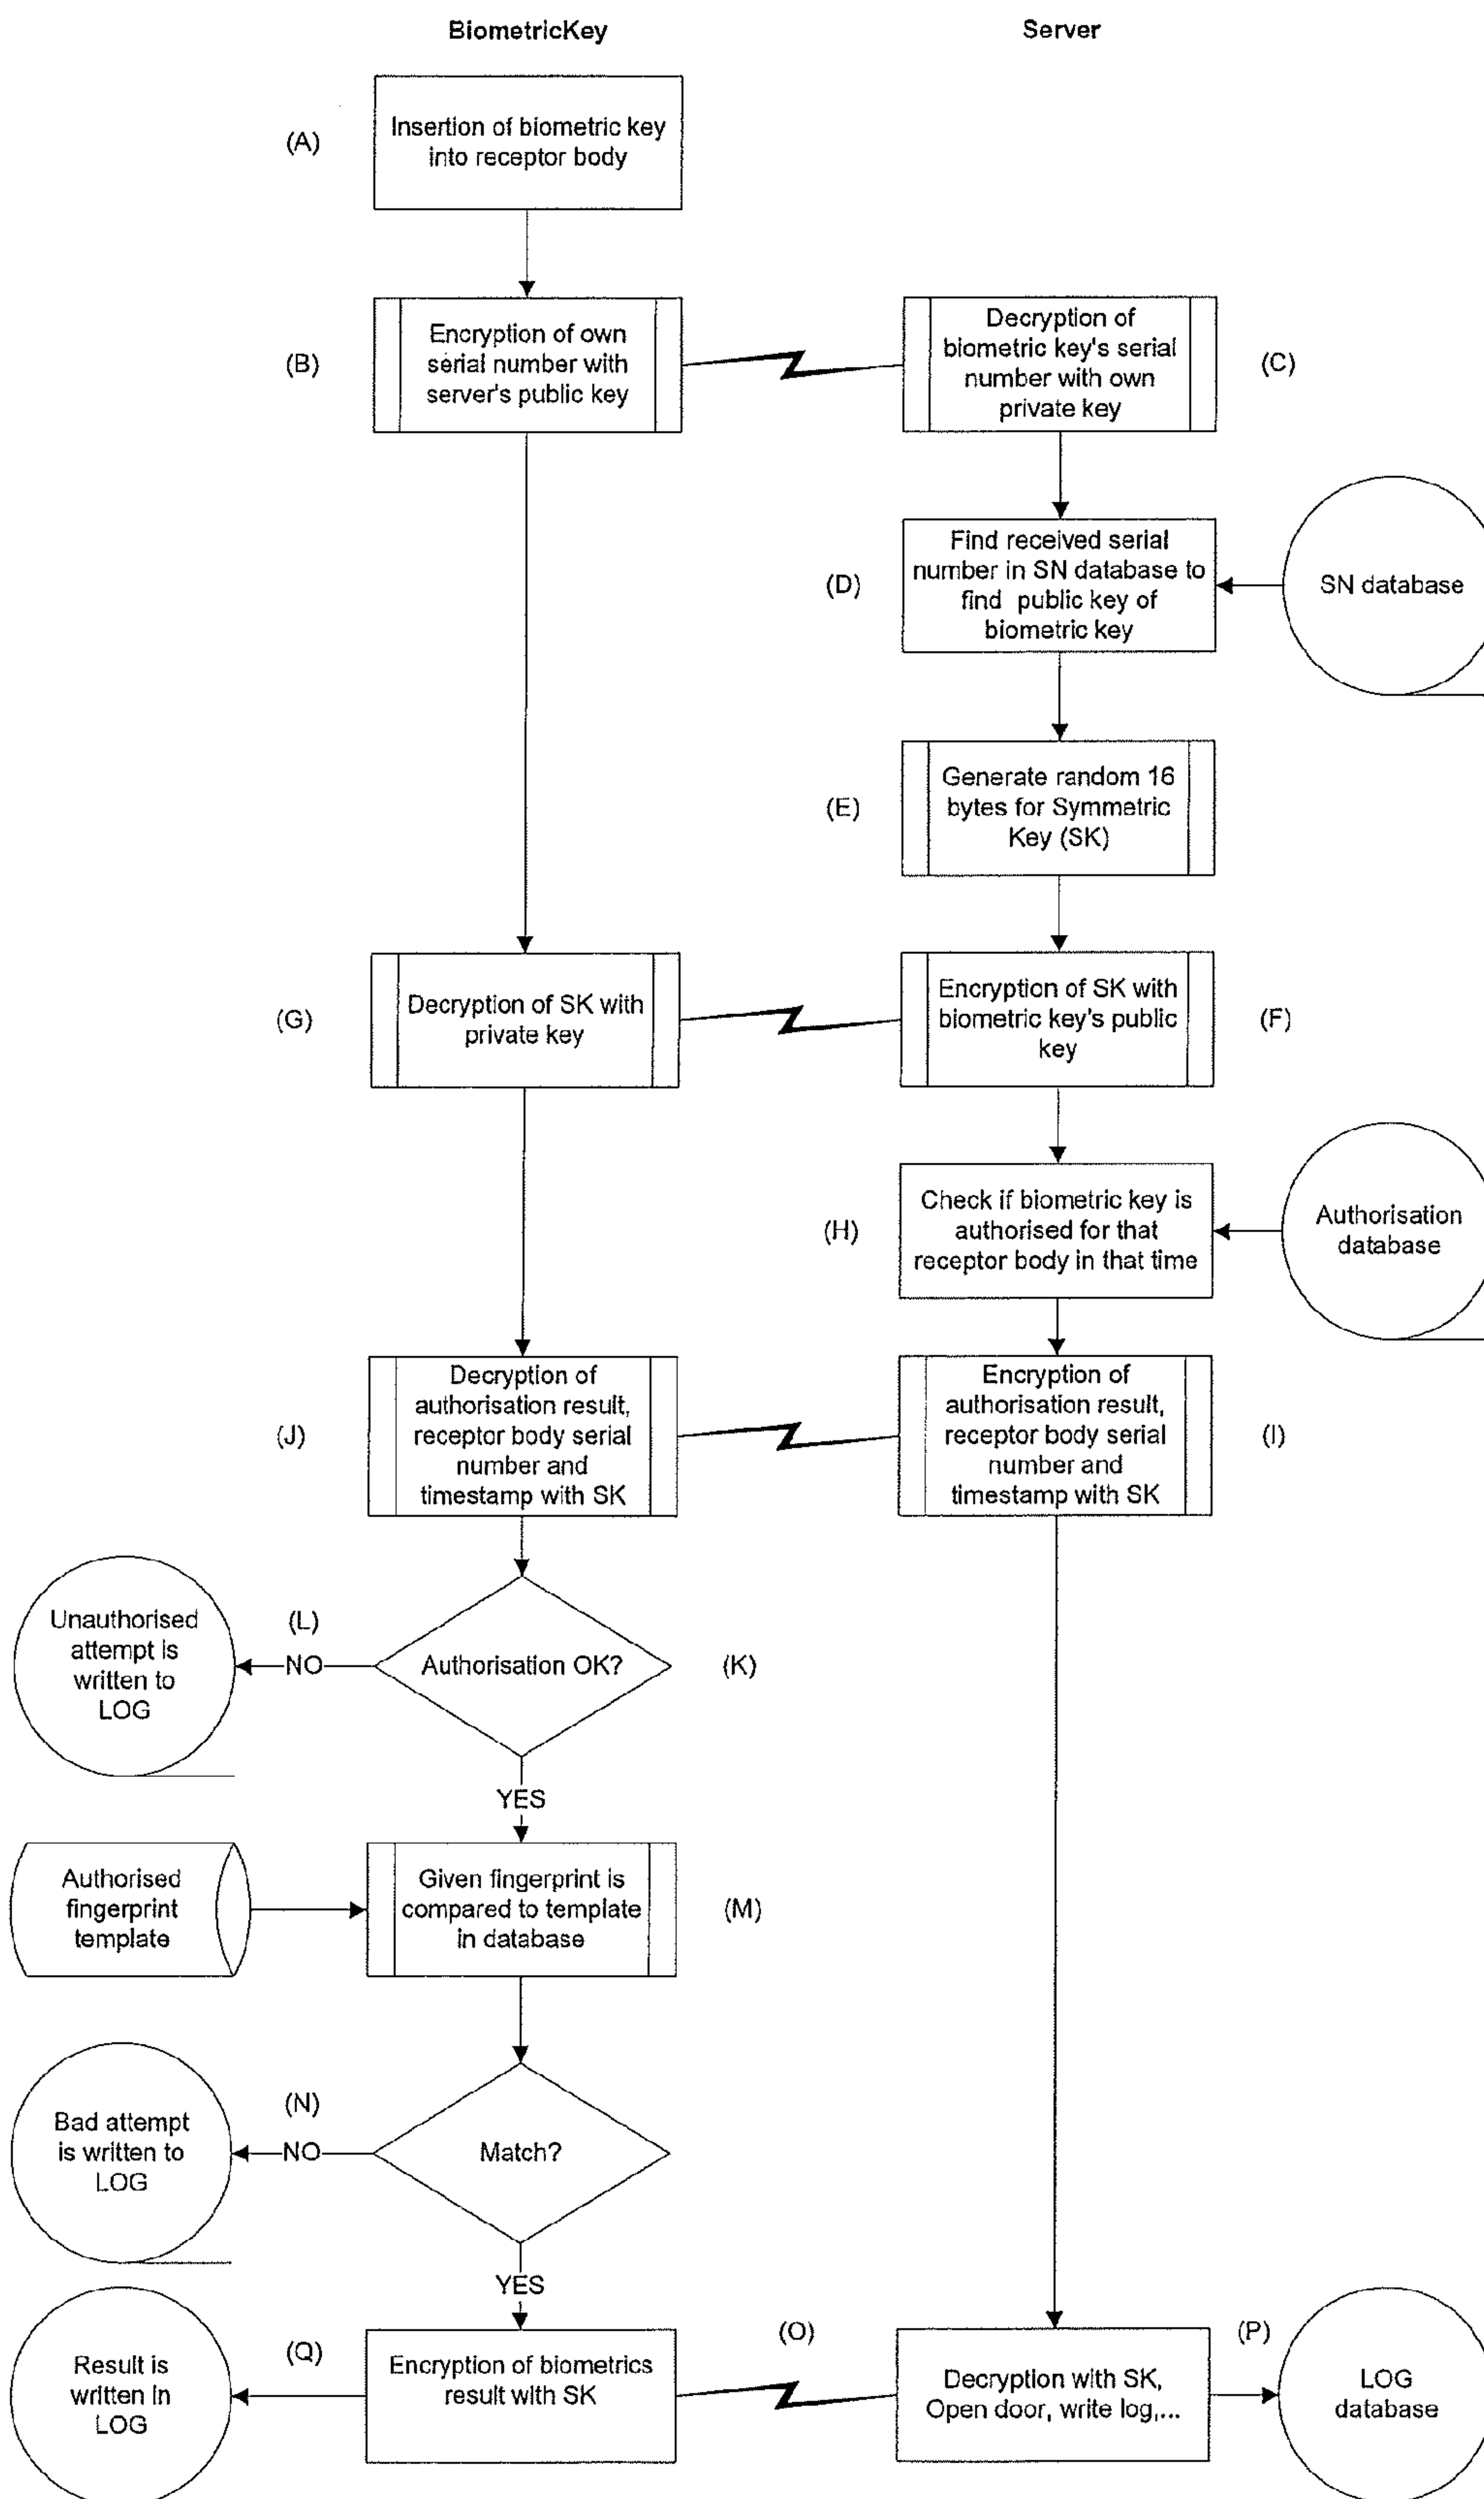 BiometricKey
Server
(A)
Insertion of biometric key
into receptor body
(B)
Encryption of own
serial number with
server's public key
Decryption of
biometric key's serial
number with own
private key
(C)
(D)
Find received serial
number in SN database to
find public key of
biometric key
SN database
(E)
Generate random 16
bytes for Symmetric
Key (SK)
(G)
Decryption of SK with
private key
Encryption of SK with
biometric key's public
key
(F)
(H)
Check if biometric key is
authorised for that
receptor body in that time
Authorisation
database
(J)
Decryption of
authorisation result,
receptor body serial
number and
timestamp with SK
Encryption of
authorisation result,
receptor body serial
number and
timestamp with SK
(I)
Unauthorised
attempt is
written to
LOG
(L)
NO
Authorisation OK?
(K)
YES
Authorised
fingerprint
template
Given fingerprint is
compared to template
in database
(M)
Bad attempt
is written to
LOG
(N)
NO
Match?
YES
Result is
written in
LOG
(Q)
Encryption of biometrics
result with SK
(O)
Decryption with SK,
Open door, write log,...
(P)
LOG
database